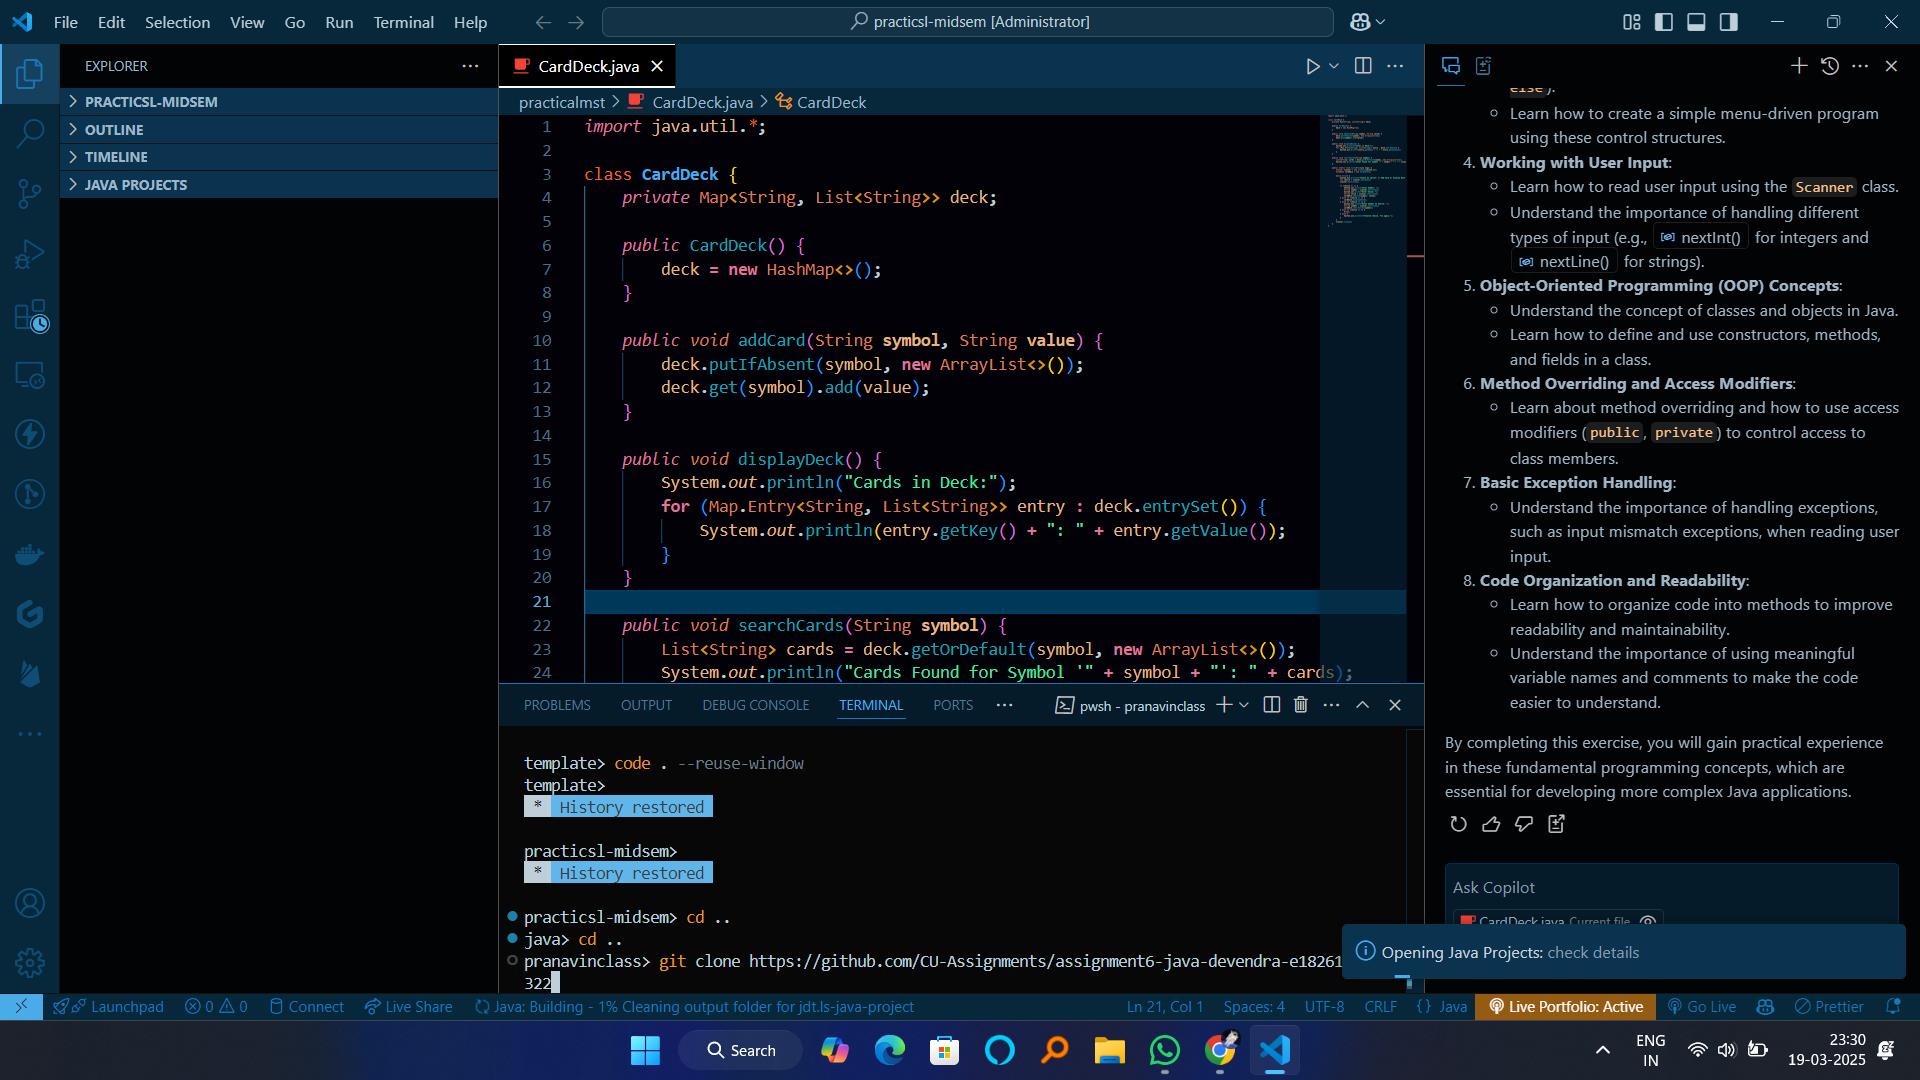 File Edit Selection View Go Run Terminal Help
practicsl-midsem [Administrator]
EXPLORER
PRACTICSL-MIDSEM
OUTLINE
TIMELINE
JAVA PROJECTS
CardDeck.java
practicalmst > CardDeck.java > CardDeck
1 import java.util.*;
2
3 class CardDeck {
4 private Map<String, List<String>> deck;
5
6 public CardDeck() {
7 deck = new HashMap<>();
8 }
9
10 public void addCard(String symbol, String value) {
11 deck.putIfAbsent(symbol, new ArrayList<>());
12 deck.get(symbol).add(value);
13 }
14
15 public void displayDeck() {
16 System.out.println("Cards in Deck:");
17 for (Map.Entry<String, List<String>> entry : deck.entrySet()) {
18 System.out.println(entry.getKey() + ": " + entry.getValue());
19 }
20 }
21
22 public void searchCards(String symbol) {
23 List<String> cards = deck.getOrDefault(symbol, new ArrayList<>());
24 System.out.println("Cards Found for Symbol '" + symbol + "': " + cards);
PROBLEMS OUTPUT DEBUG CONSOLE TERMINAL PORTS
pwsh - pranavinclass
template> code . --reuse-window
template>
* History restored
practicsl-midsem>
* History restored
practicsl-midsem> cd ..
java> cd ..
pranavinclass> git clone https://github.com/CU-Assignments/assignment6-java-devendra-e18261
322
else ).
Learn how to create a simple menu-driven program
using these control structures.
4. Working with User Input:
Learn how to read user input using the Scanner class.
Understand the importance of handling different
types of input (e.g., nextInt() for integers and
nextLine() for strings).
5. Object-Oriented Programming (OOP) Concepts:
Understand the concept of classes and objects in Java.
Learn how to define and use constructors, methods,
and fields in a class.
6. Method Overriding and Access Modifiers:
Learn about method overriding and how to use access
modifiers ( public , private ) to control access to
class members.
7. Basic Exception Handling:
Understand the importance of handling exceptions,
such as input mismatch exceptions, when reading user
input.
8. Code Organization and Readability:
Learn how to organize code into methods to improve
readability and maintainability.
Understand the importance of using meaningful
variable names and comments to make the code
easier to understand.
By completing this exercise, you will gain practical experience
in these fundamental programming concepts, which are
essential for developing more complex Java applications.
Ask Copilot
CardDeck.java Current file
Opening Java Projects: check details
Launchpad 0 0 Connect Live Share Java: Building - 1% Cleaning output folder for jdt.ls-java-project
Ln 21, Col 1 Spaces: 4 UTF-8 CRLF {} Java Live Portfolio: Active Go Live Prettier
Search
ENG
IN
23:30
19-03-2025